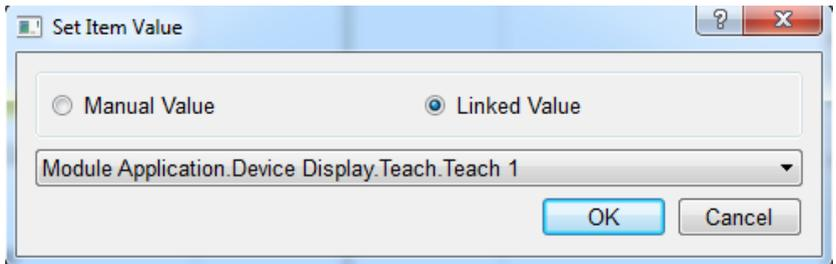 Set Item Value
?
Manual Value
Linked Value
Module Application.Device Display.Teach.Teach 1
OK
Cancel